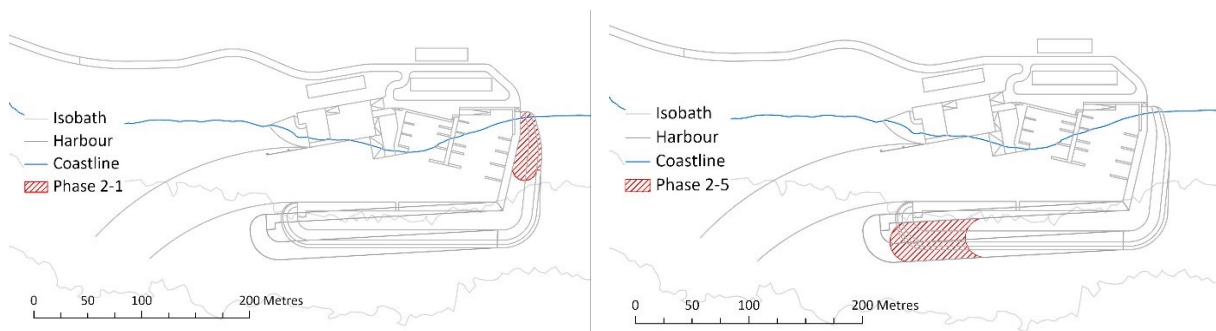 Isobath
Harbour
Coastline
Phase 2-1
0 50 100 200 Metres
Isobath
Harbour
Coastline
Phase 2-5
0 50 100 200 Metres